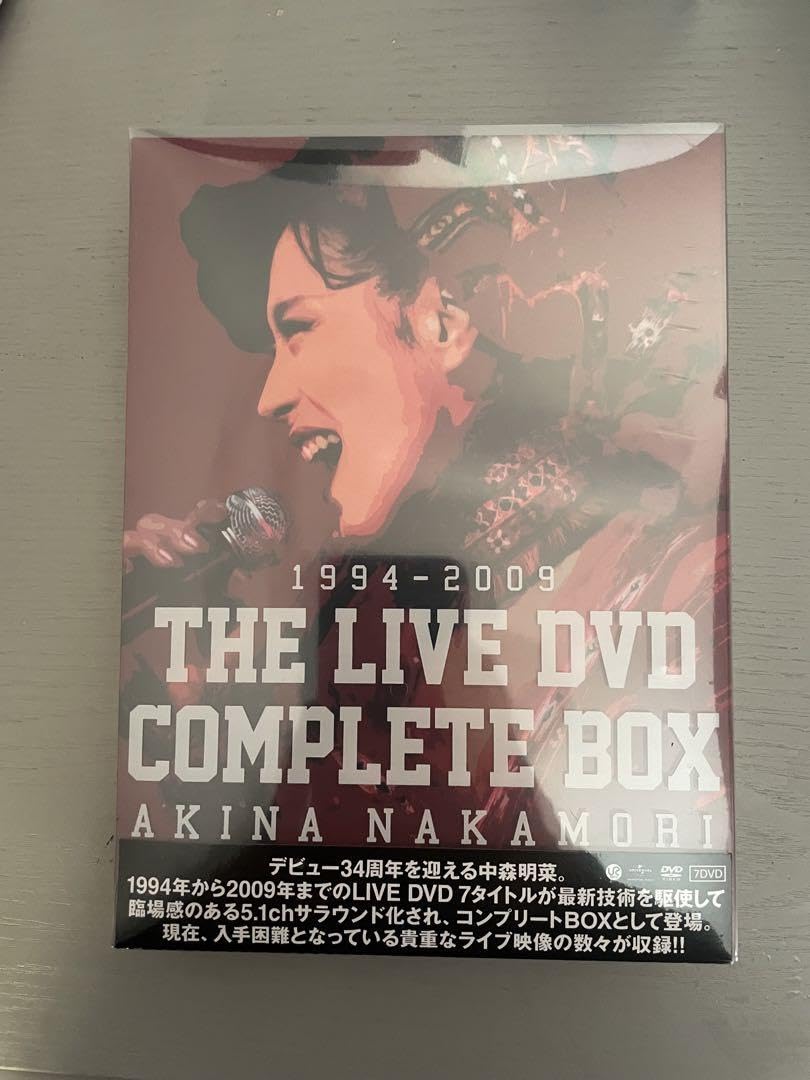 1994-2009
THE LIVE DVD
COMPLETE BOX
AKINA NAKAMORI
デビュー34周年を迎える中森明菜。
1994年から2009年までのLIVE DVD 7タイトルが最新技術を駆使して
臨場感のある5.1chサラウンド化され、コンプリートBOXとして登場。
現在、入手困難となっている貴重なライブ映像の数々が収録!!
DVD
7DVD